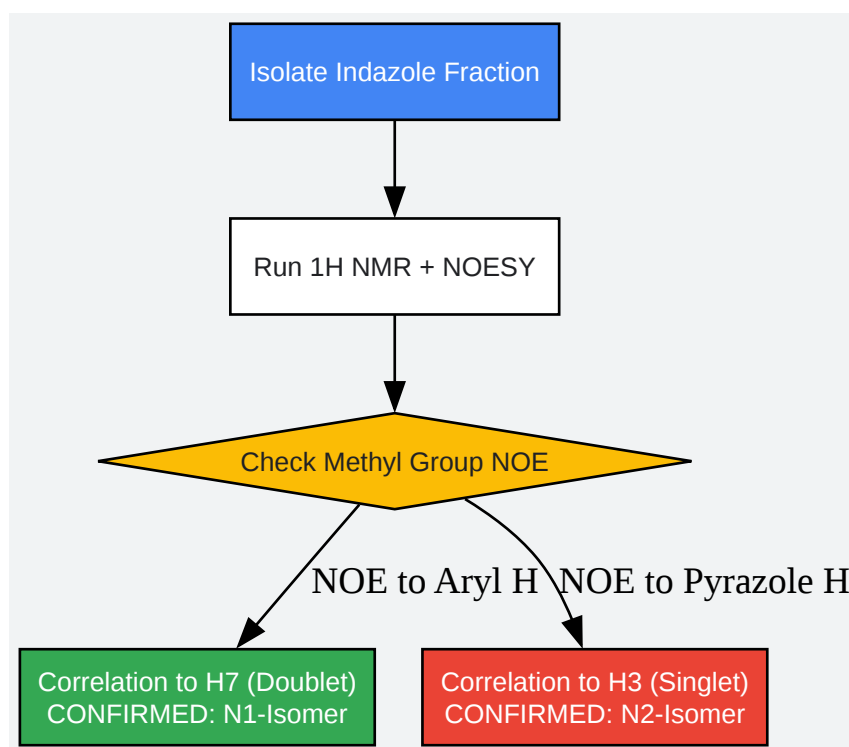 Isolate Indazole Fraction
Run 1H NMR + NOESY
Check Methyl Group NOE
NOE to Aryl H
NOE to Pyrazole H
Correlation to H7 (Doublet)
CONFIRMED: N1-Isomer
Correlation to H3 (Singlet)
CONFIRMED: N2-Isomer